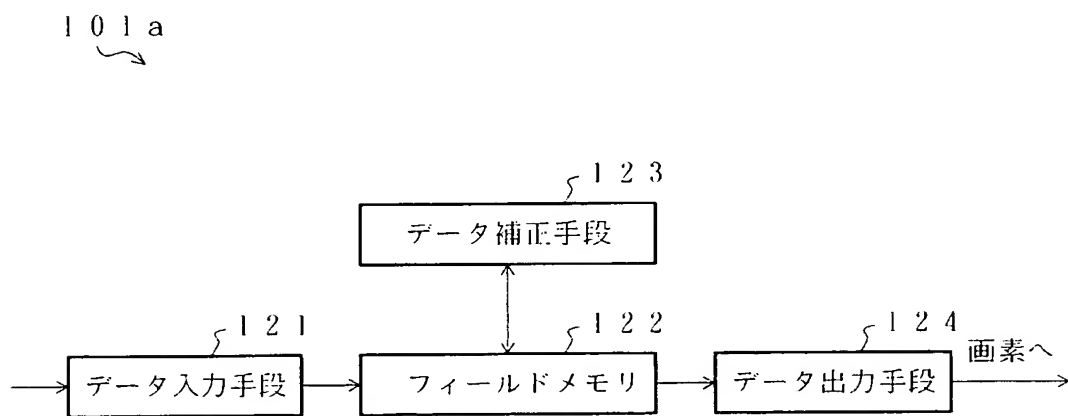 101a
123
データ補正手段
121
122
124
画素へ
データ入力手段
フィールドメモリ
データ出力手段